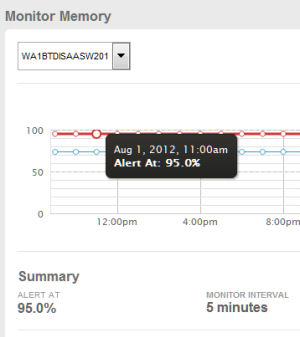 Monitor Memory
WA1BTDISAASW201
100
50
0
Aug 1, 2012, 11:00am
Alert At: 95.0%
12:00pm 4:00pm 8:00pm
Summary
ALERT AT
95.0%
MONITOR INTERVAL
5 minutes